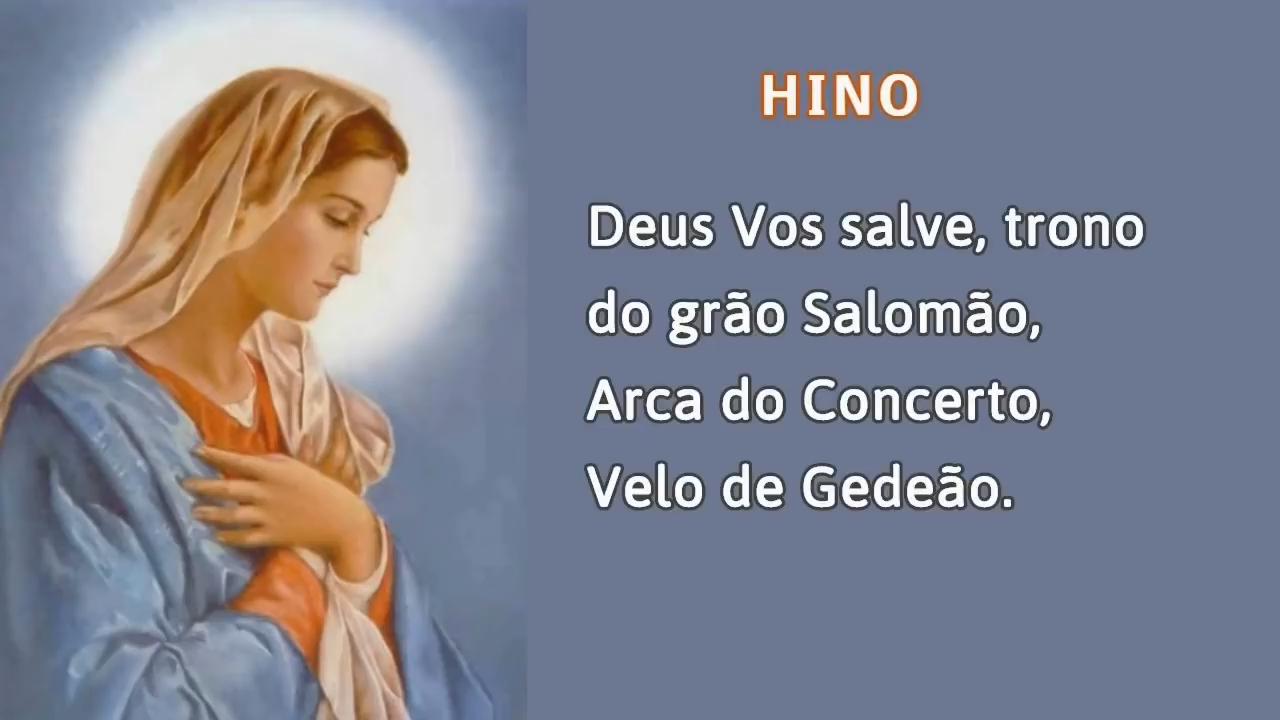 HINO
Deus Vos salve, trono
do grão Salomão,
Arca do Concerto,
Velo de Gedeão.